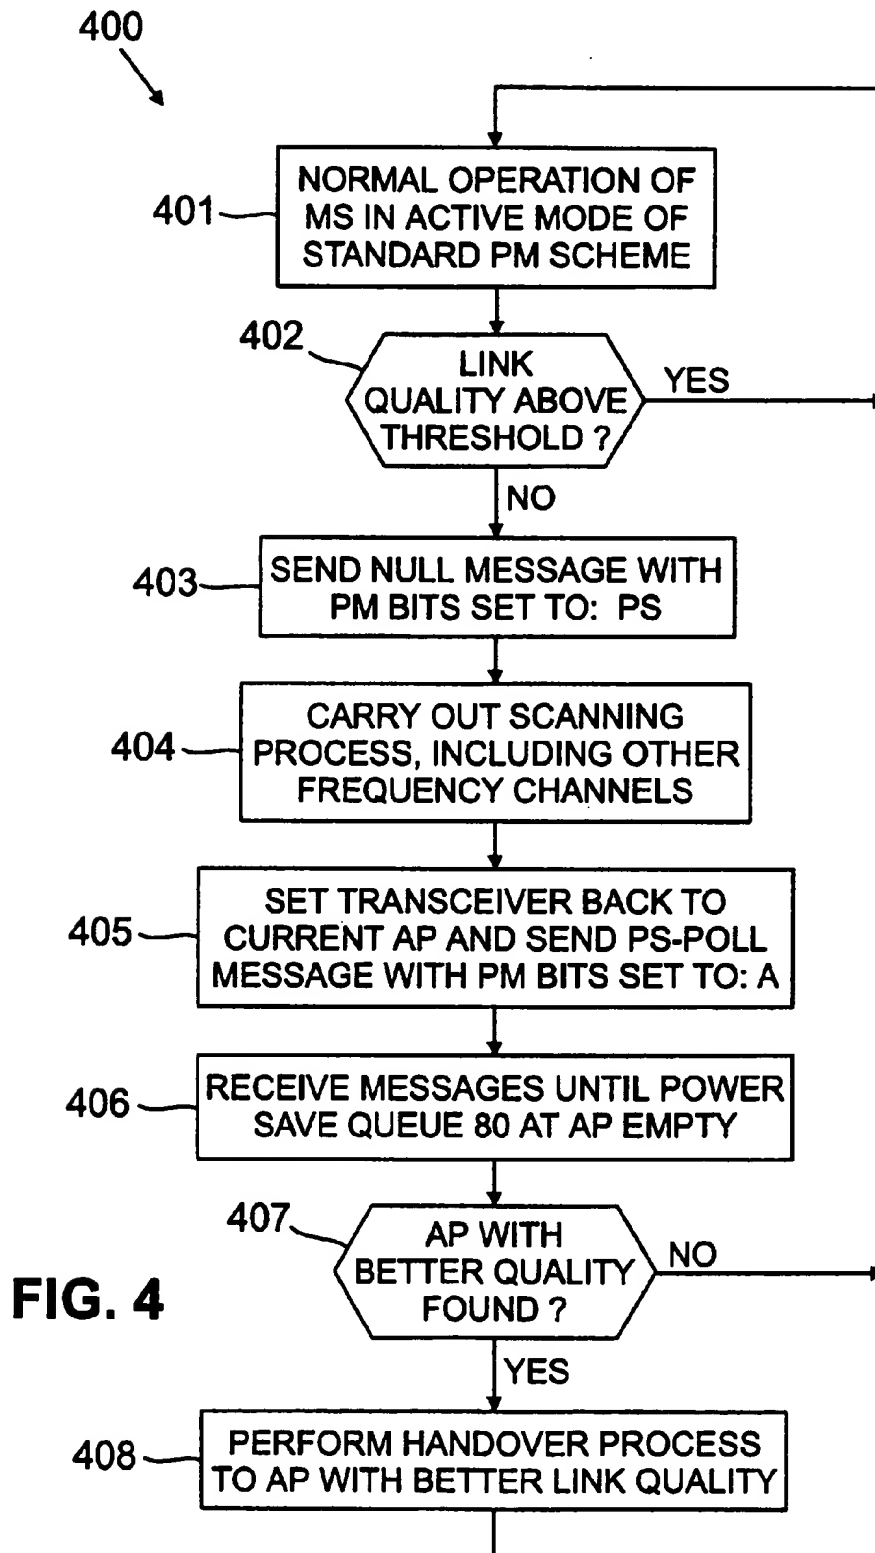 400
NORMAL OPERATION OF
MS IN ACTIVE MODE OF
STANDARD PM SCHEME
401
402
LINK
QUALITY ABOVE
THRESHOLD ?
YES
NO
403
SEND NULL MESSAGE WITH
PM BITS SET TO: PS
404
CARRY OUT SCANNING
PROCESS, INCLUDING OTHER
FREQUENCY CHANNELS
405
SET TRANSCEIVER BACK TO
CURRENT AP AND SEND PS-POLL
MESSAGE WITH PM BITS SET TO: A
406
RECEIVE MESSAGES UNTIL POWER
SAVE QUEUE 80 AT AP EMPTY
407
AP WITH
BETTER QUALITY
FOUND ?
NO
FIG. 4
YES
408
PERFORM HANDOVER PROCESS
TO AP WITH BETTER LINK QUALITY